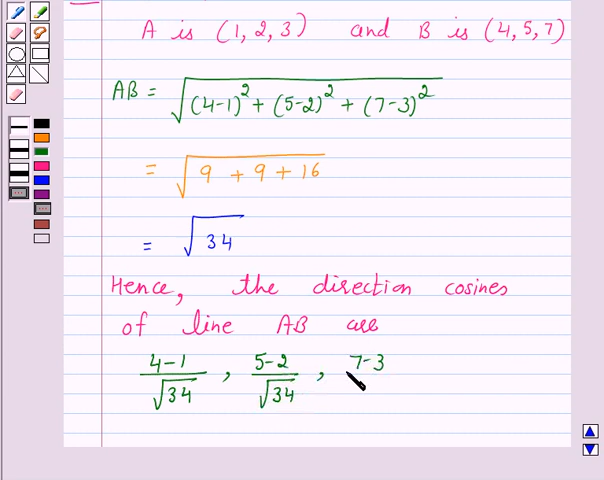 A is (1, 2, 3) and B is (4, 5, 7)
AB = √((4-1)² + (5-2)² + (7-3)²)
= √(9 + 9 + 16)
= √34
Hence, the direction cosines
of line AB are
(4-1)/√34 , (5-2)/√34 , 7-3